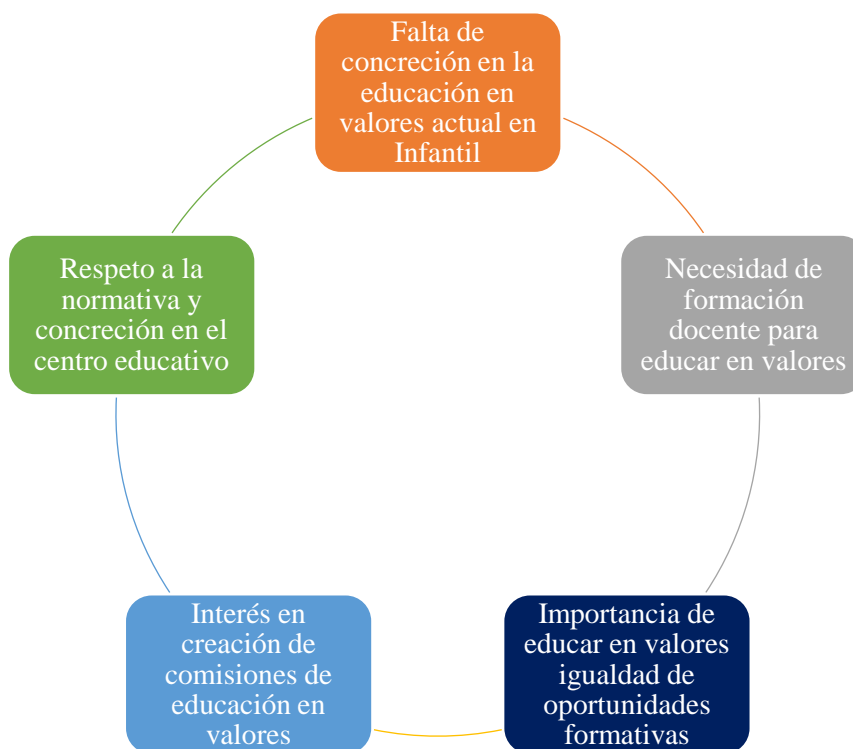 Falta de
concreción en la
educación en
valores actual en
Infantil
Necesidad de
formación
docente para
educar en valores
Importancia de
educar en valores
igualdad de
oportunidades
formativas
Interés en
creación de
comisiones de
educación en
valores
Respeto a la
normativa y
concreción en el
centro educativo